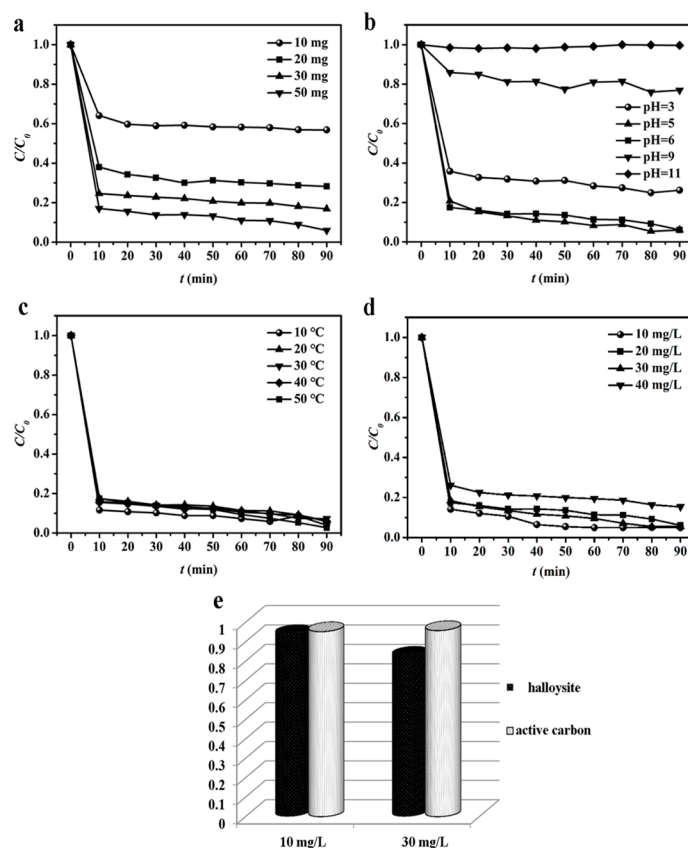 a
C/C0
1.0
0.8
0.6
0.4
0.2
0.0
0 10 20 30 40 50 60 70 80 90
t (min)
10 mg
20 mg
30 mg
50 mg
b
C/C0
1.0
0.8
0.6
0.4
0.2
0.0
0 10 20 30 40 50 60 70 80 90
t (min)
pH=3
pH=5
pH=6
pH=9
pH=11
c
C/C0
1.0
0.8
0.6
0.4
0.2
0.0
0 10 20 30 40 50 60 70 80 90
t (min)
10 °C
20 °C
30 °C
40 °C
50 °C
d
C/C0
1.0
0.8
0.6
0.4
0.2
0.0
0 10 20 30 40 50 60 70 80 90
t (min)
10 mg/L
20 mg/L
30 mg/L
40 mg/L
e
1
0.9
0.8
0.7
0.6
0.5
0.4
0.3
0.2
0.1
0
10 mg/L 30 mg/L
halloysite
active carbon